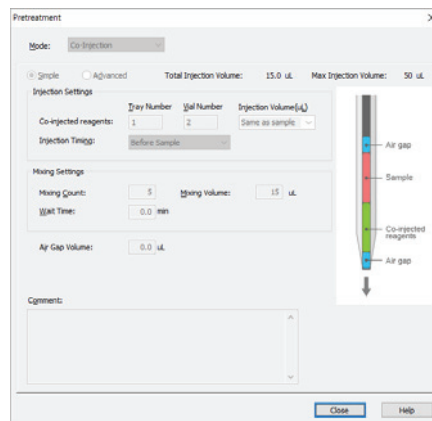 Pretreatment
Mode: Co-Injection
Simple Advanced Total Injection Volume: 15.0 uL Max Injection Volume: 50 uL
Injection Settings
Tray Number Vial Number Injection Volume(uL)
Co-injected reagents: 1 2 Same as sample
Injection Timing: Before Sample
Mixing Settings
Mixing Count: 5 Mixing Volume: 15 uL
Wait Time: 0.0 min
Air Gap Volume: 0.0 uL
Air gap
Sample
Co-injected
reagents
Air gap
Comment:
Close Help